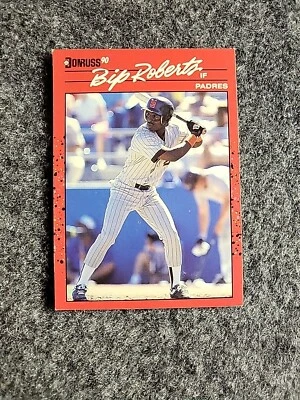 DONRUSS 90
Bip Roberts
IF
PADRES